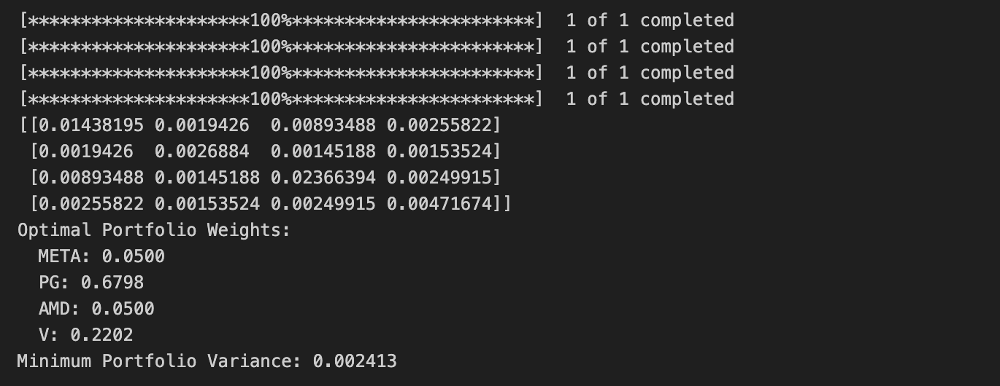 [*********************100%***********************]  1 of 1 completed
[*********************100%***********************]  1 of 1 completed
[*********************100%***********************]  1 of 1 completed
[*********************100%***********************]  1 of 1 completed
[[0.01438195 0.0019426  0.00893488 0.00255822]
 [0.0019426  0.0026884  0.00145188 0.00153524]
 [0.00893488 0.00145188 0.02366394 0.00249915]
 [0.00255822 0.00153524 0.00249915 0.00471674]]
Optimal Portfolio Weights:
  META: 0.0500
  PG: 0.6798
  AMD: 0.0500
  V: 0.2202
Minimum Portfolio Variance: 0.002413